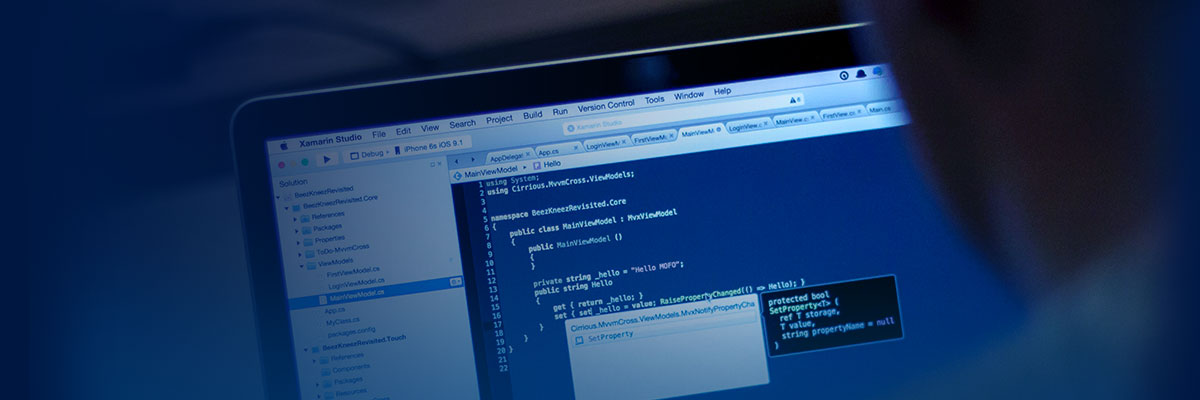 Xamarin Studio File Edit View Search Project Build Run Version Control Tools Window Help
Debug iPhone 6s iOS 9.1
Xamarin Studio
AppDelegat App.cs LoginViewM FirstViewMo MainViewM LoginView.c MainView.cs FirstView.cs Main.cs
MainViewModel Hello
Solution
BeezKneezRevisited
BeezKneezRevisited.Core
References
Packages
Properties
ToDo-MvvmCross
ViewModels
FirstViewModel.cs
LoginViewModel.cs
MainViewModel.cs
App.cs
MyClass.cs
packages.config
BeezKneezRevisited.Touch
References
Components
Packages
Resources
1 using System;
2 using Cirrious.MvvmCross.ViewModels;
3
4
5 namespace BeezKneezRevisited.Core
6 {
7 public class MainViewModel : MvxViewModel
8 {
9 public MainViewModel ()
10 {
11 }
12
13 private string _hello = "Hello MOFO";
14 public string Hello
15 {
16 get { return _hello; }
17 set { set _hello = value; RaisePropertyChanged(() => Hello); }
18 }
19 }
20 }
21
22
Cirrious.MvvmCross.ViewModels.MvxNotifyPropertyCha
SetProperty
protected bool
SetProperty<T> (
ref T storage,
T value,
string propertyName = null
)